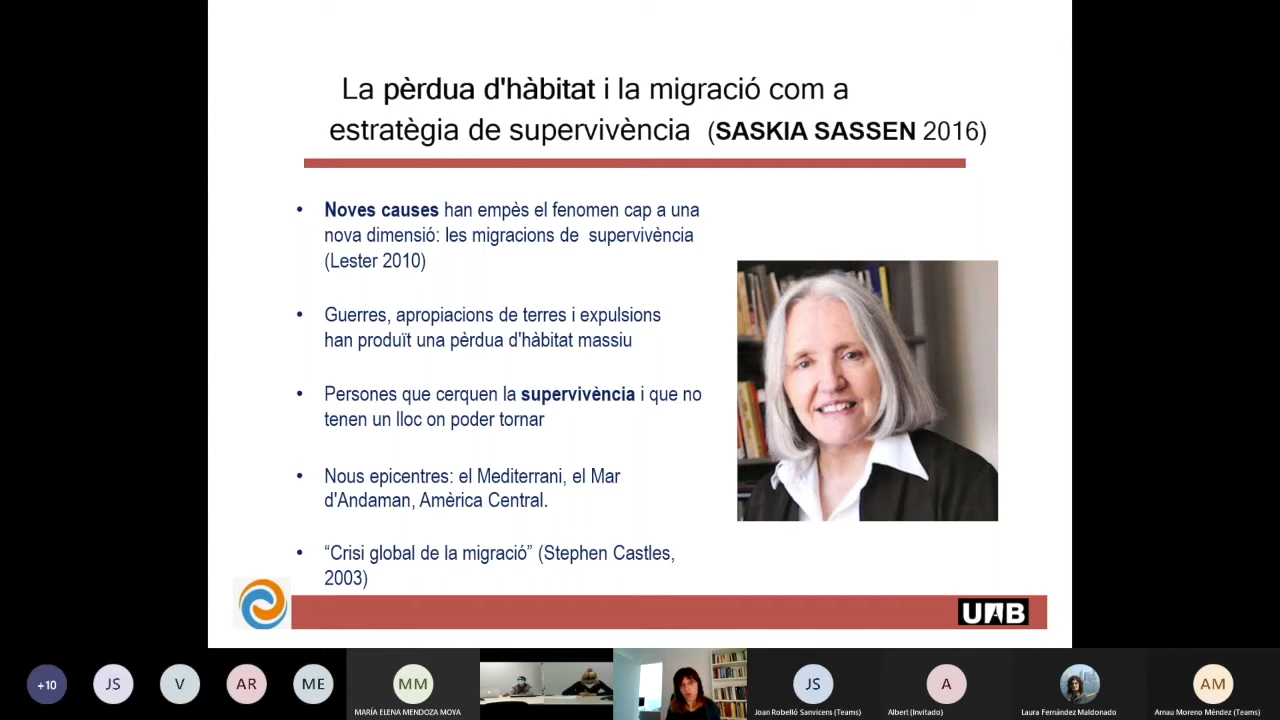 La pèrdua d'hàbitat i la migració com a
estratègia de supervivència (SASKIA SASSEN 2016)
• Noves causes han empès el fenomen cap a una
nova dimensió: les migracions de supervivència
(Lester 2010)
• Guerres, apropiacions de terres i expulsions
han produït una pèrdua d'hàbitat massiu
• Persones que cerquen la supervivència i que no
tenen un lloc on poder tornar
• Nous epicentres: el Mediterrani, el Mar
d'Andaman, Amèrica Central.
• “Crisi global de la migració” (Stephen Castles,
2003)
UAB
+10 JS V AR ME MM JS A AM
MARÍA ELENA MENDOZA MOYA Joan Robelló Sanvicens (Teams) Albert (Invitado) Laura Fernández Maldonado Arnau Moreno Méndez (Teams)